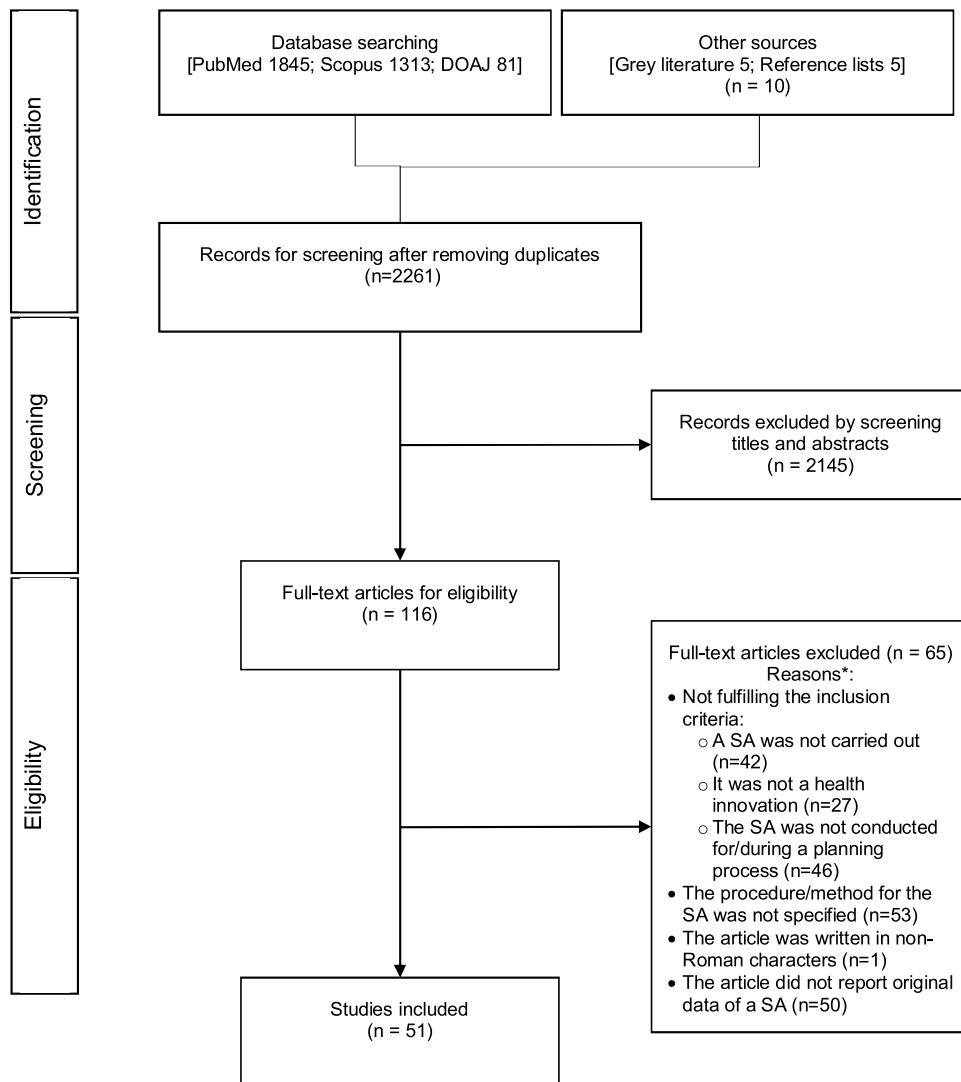 Identification
Database searching
[PubMed 1845; Scopus 1313; DOAJ 81]
Other sources
[Grey literature 5; Reference lists 5]
(n = 10)
Records for screening after removing duplicates
(n=2261)
Screening
Records excluded by screening
titles and abstracts
(n = 2145)
Eligibility
Full-text articles for eligibility
(n = 116)
Full-text articles excluded (n = 65)
Reasons*:
• Not fulfilling the inclusion
criteria:
○ A SA was not carried out
(n=42)
○ It was not a health
innovation (n=27)
○ The SA was not conducted
for/during a planning
process (n=46)
• The procedure/method for the
SA was not specified (n=53)
• The article was written in non-
Roman characters (n=1)
• The article did not report original
data of a SA (n=50)
Studies included
(n = 51)